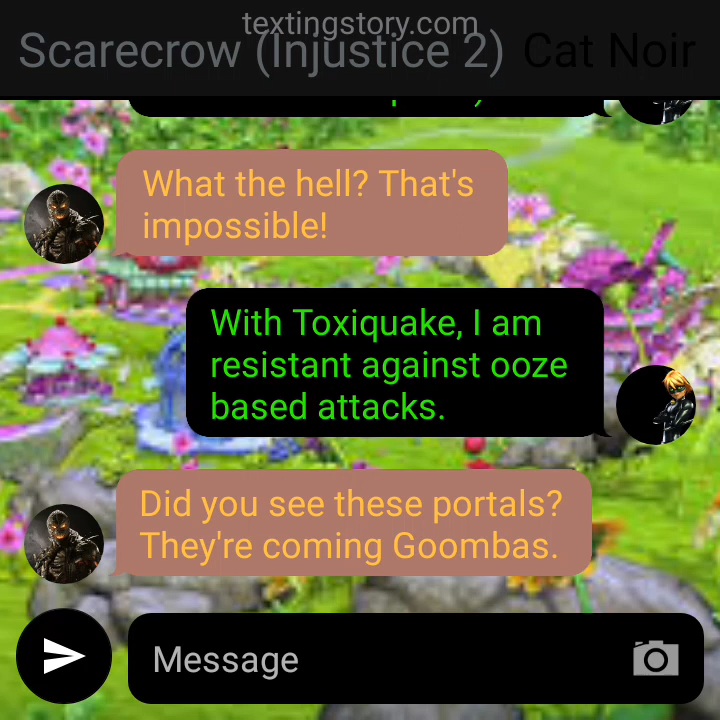 textingstory.com
Scarecrow (Injustice 2) Cat Noir
What the hell? That's
impossible!
With Toxiquake, I am
resistant against ooze
based attacks.
Did you see these portals?
They're coming Goombas.
Message